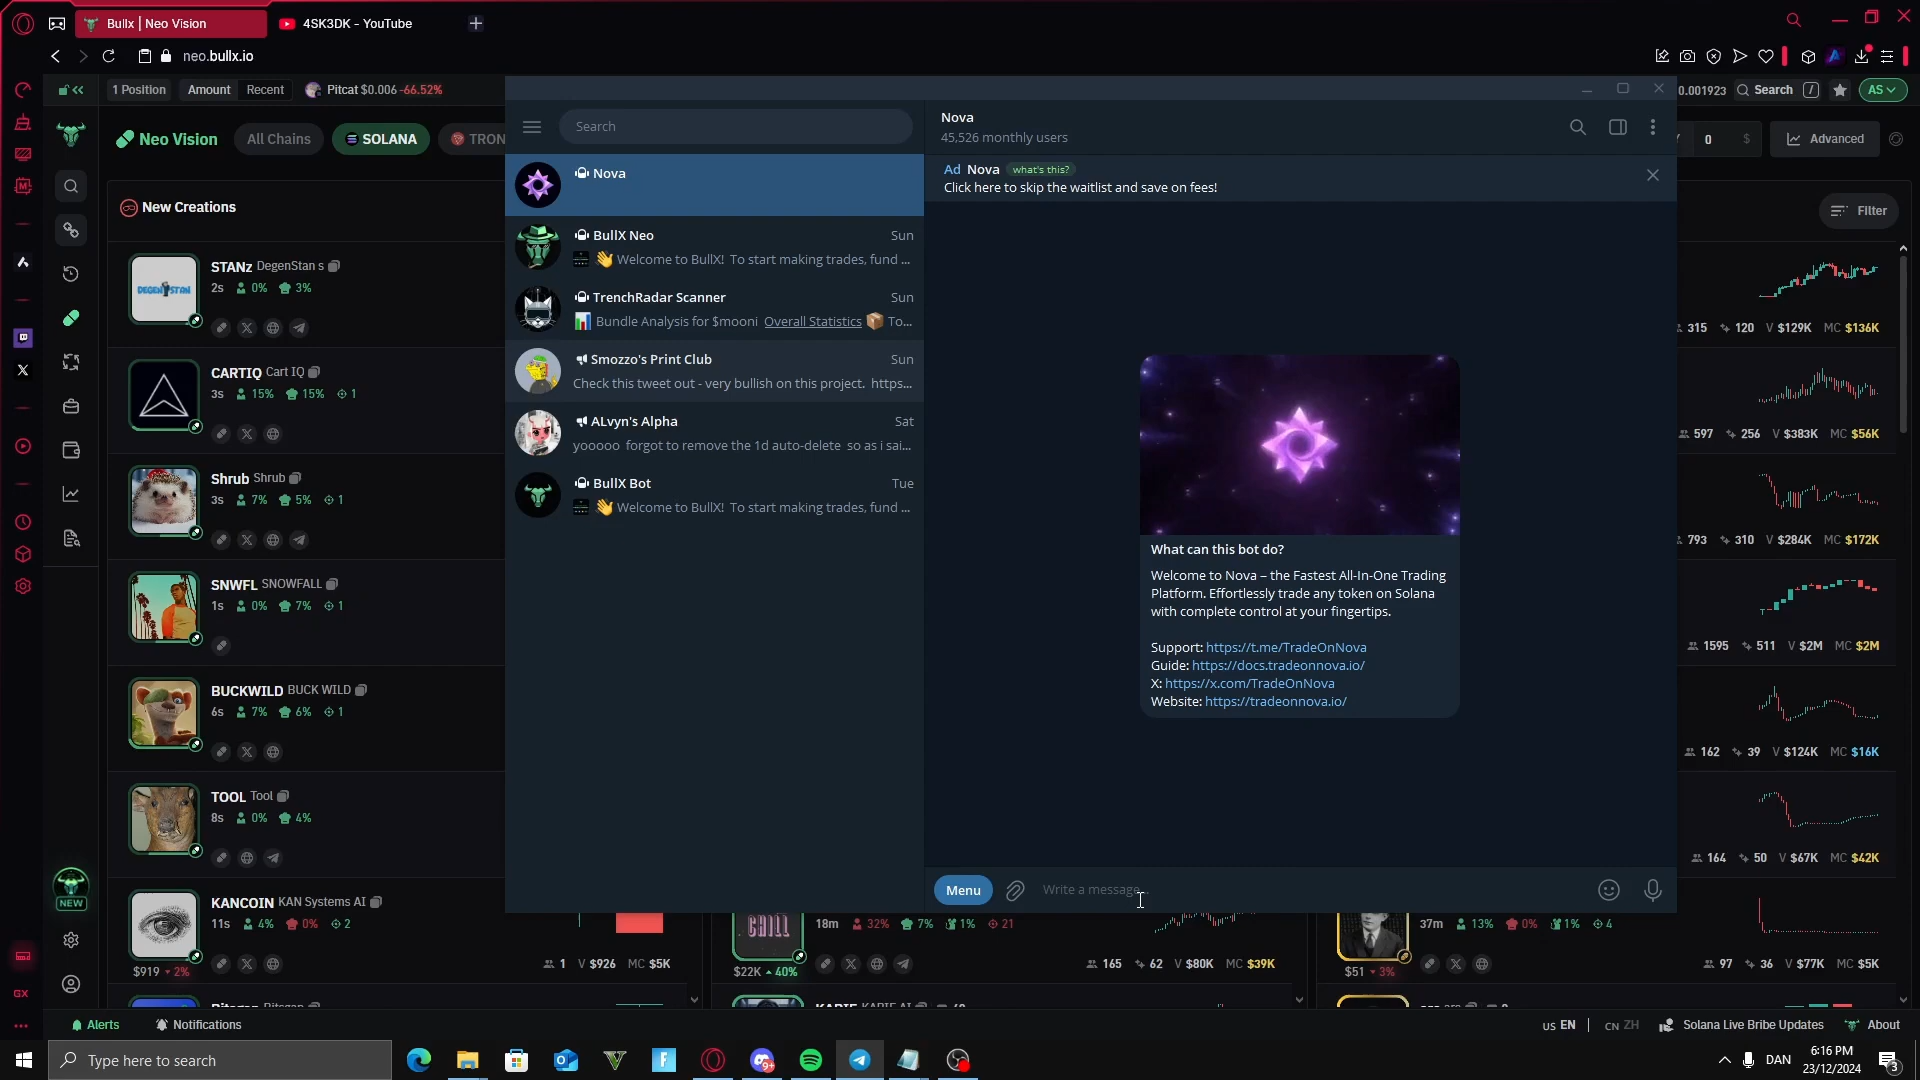 Bullx | Neo Vision
4SK3DK - YouTube
neo.bullx.io
1 Position
Amount
Recent
Pitcat $0.006 -66.52%
0.001923
Search
/
AS
Neo Vision
All Chains
SOLANA
TRON
0
$
Advanced
New Creations
Filter
STANz DegenStan s
2s 0% 3%
CARTIQ Cart IQ
3s 15% 15% 1
Shrub Shrub
3s 7% 5% 1
SNWFL SNOWFALL
1s 0% 7% 1
BUCKWILD BUCK WILD
6s 7% 6% 1
TOOL Tool
8s 0% 4%
KANCOIN KAN Systems AI
11s 4% 0% 2
$919 2%
1 V $926 MC $5K
NEW
GX
Search
Nova
BullX Neo Sun
Welcome to BullX! To start making trades, fund ...
TrenchRadar Scanner Sun
Bundle Analysis for $mooni Overall Statistics To...
Smozzo's Print Club Sun
Check this tweet out - very bullish on this project. https...
ALvyn's Alpha Sat
yooooo forgot to remove the 1d auto-delete so as i sai...
BullX Bot Tue
Welcome to BullX! To start making trades, fund ...
Nova
45,526 monthly users
Ad Nova what's this?
Click here to skip the waitlist and save on fees!
What can this bot do?
Welcome to Nova – the Fastest All-In-One Trading
Platform. Effortlessly trade any token on Solana
with complete control at your fingertips.
Support: https://t.me/TradeOnNova
Guide: https://docs.tradeonnova.io/
X: https://x.com/TradeOnNova
Website: https://tradeonnova.io/
Menu
Write a message...
315 120 V $129K MC $136K
597 256 V $383K MC $56K
793 310 V $284K MC $172K
1595 511 V $2M MC $2M
162 39 V $124K MC $16K
164 50 V $67K MC $42K
CHILL
18m 32% 7% 1% 21
$22K 40%
165 62 V $80K MC $39K
37m 13% 0% 1% 4
$51 3%
97 36 V $77K MC $5K
Alerts
Notifications
US EN
CN ZH
Solana Live Bribe Updates
About
Type here to search
9+
DAN
6:16 PM
23/12/2024
3